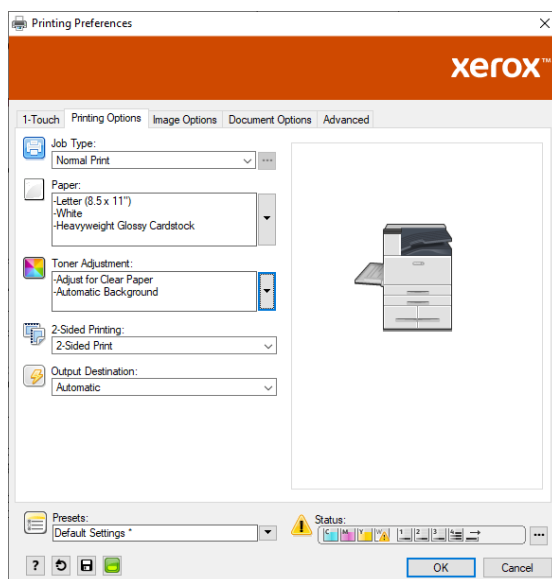 Printing Preferences
xerox™
1-Touch Printing Options Image Options Document Options Advanced
Job Type:
Normal Print
Paper:
-Letter (8.5 x 11")
-White
-Heavyweight Glossy Cardstock
Toner Adjustment:
-Adjust for Clear Paper
-Automatic Background
2-Sided Printing:
2-Sided Print
Output Destination:
Automatic
Presets:
Default Settings *
Status:
C M Y W 1 2 3 4
?
OK Cancel